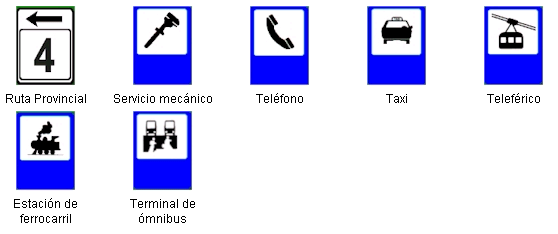 4
Ruta Provincial
Servicio mecánico
Teléfono
Taxi
Teleférico
Estación de
ferrocarril
Terminal de
ómnibus